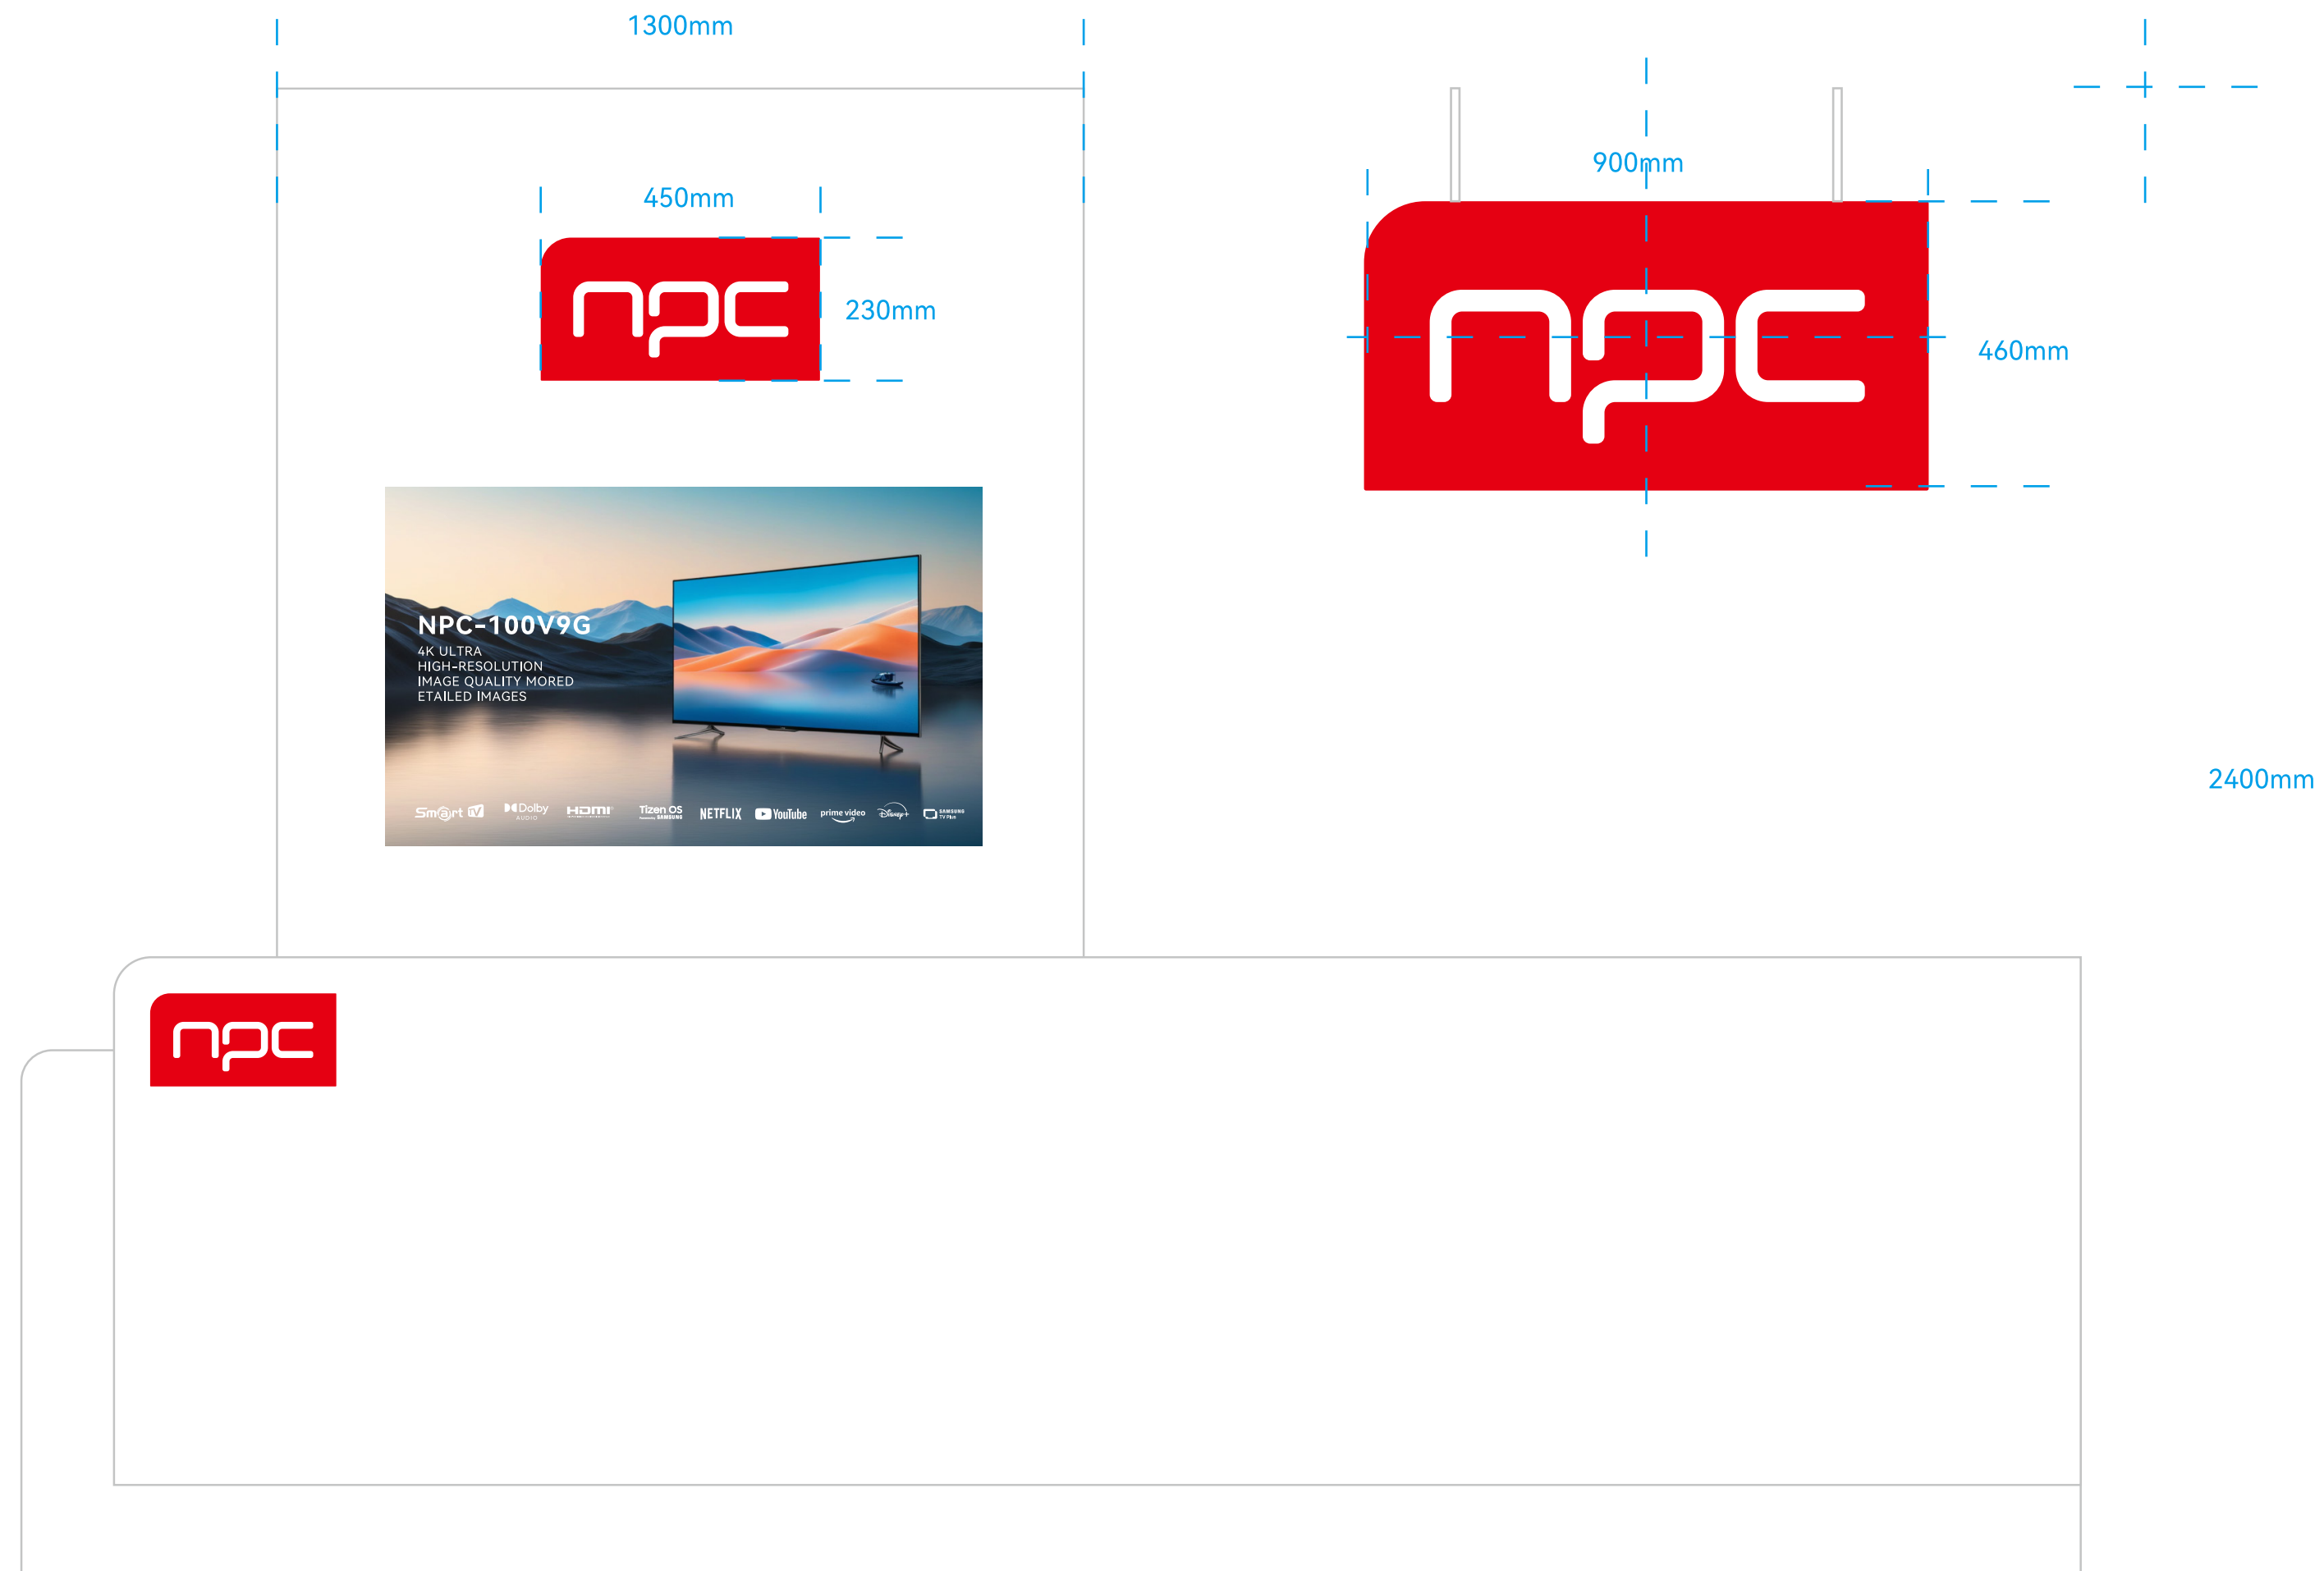 1300mm
450mm
npc
230mm
900mm
npc
460mm
NPC-100V9G
4K ULTRA
HIGH-RESOLUTION
IMAGE QUALITY MORED
ETAILED IMAGES
2400mm
Smart TV
Dolby
AUDIO
HDMI
Tizen OS
SAMSUNG
NETFLIX
YouTube
prime video
Disney+
SAMSUNG
TV Plus
npc